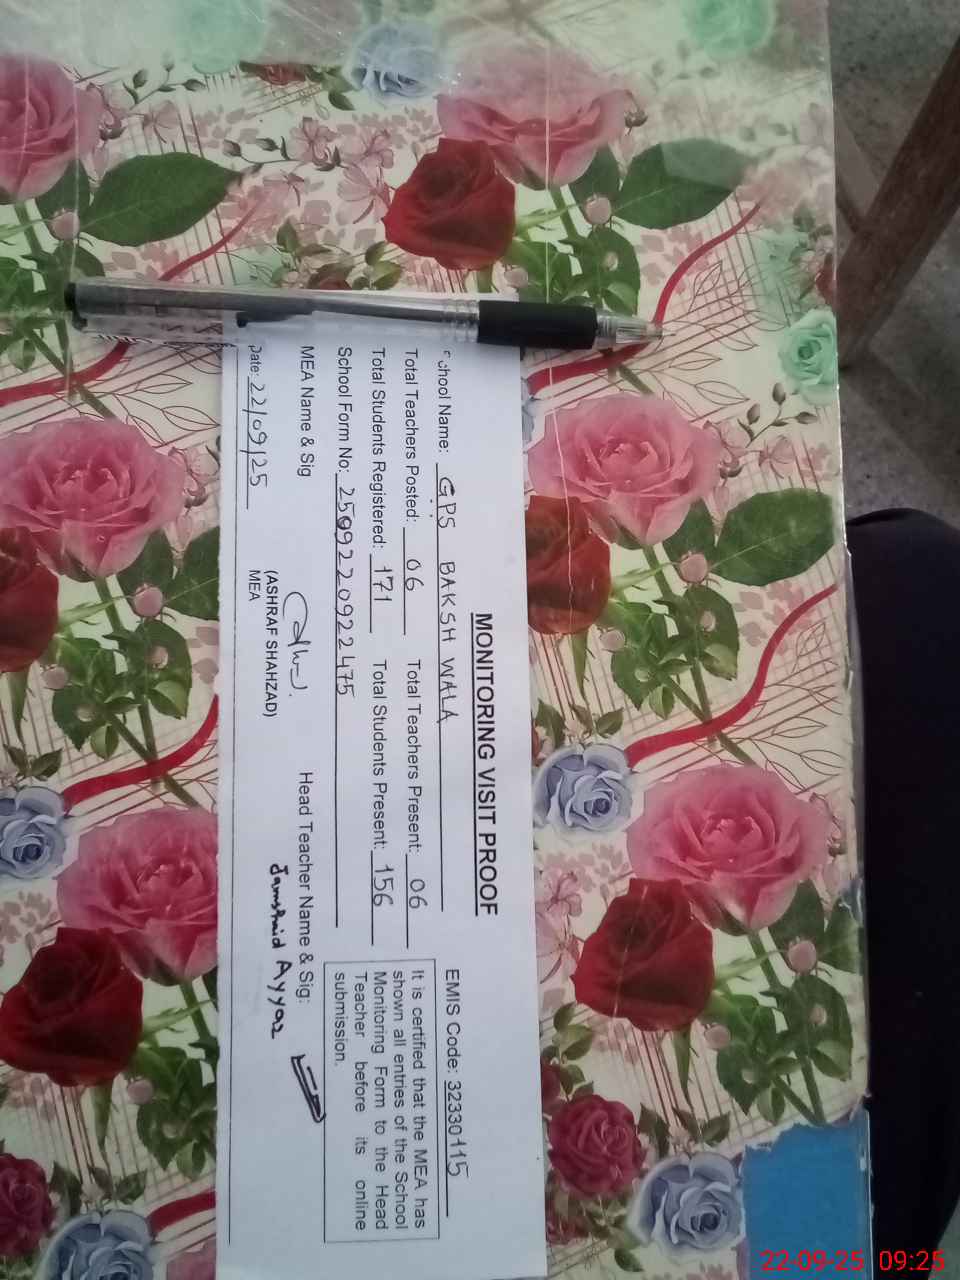 MONITORING VISIT PROOF
School Name: GPS BAKSH WALA EMIS Code: 32330115
Total Teachers Posted: 06 Total Teachers Present: 06
Total Students Registered: 171 Total Students Present: 156
School Form No: 2509220922475
It is certified that the MEA has
shown all entries of the School
Monitoring Form to the Head
Teacher before its online
submission.
MEA Name & Sig Head Teacher Name & Sig:
Jamshaid Ayyaz
(ASHRAF SHAHZAD)
MEA
Date: 22/09/25
22-09-25 09:25